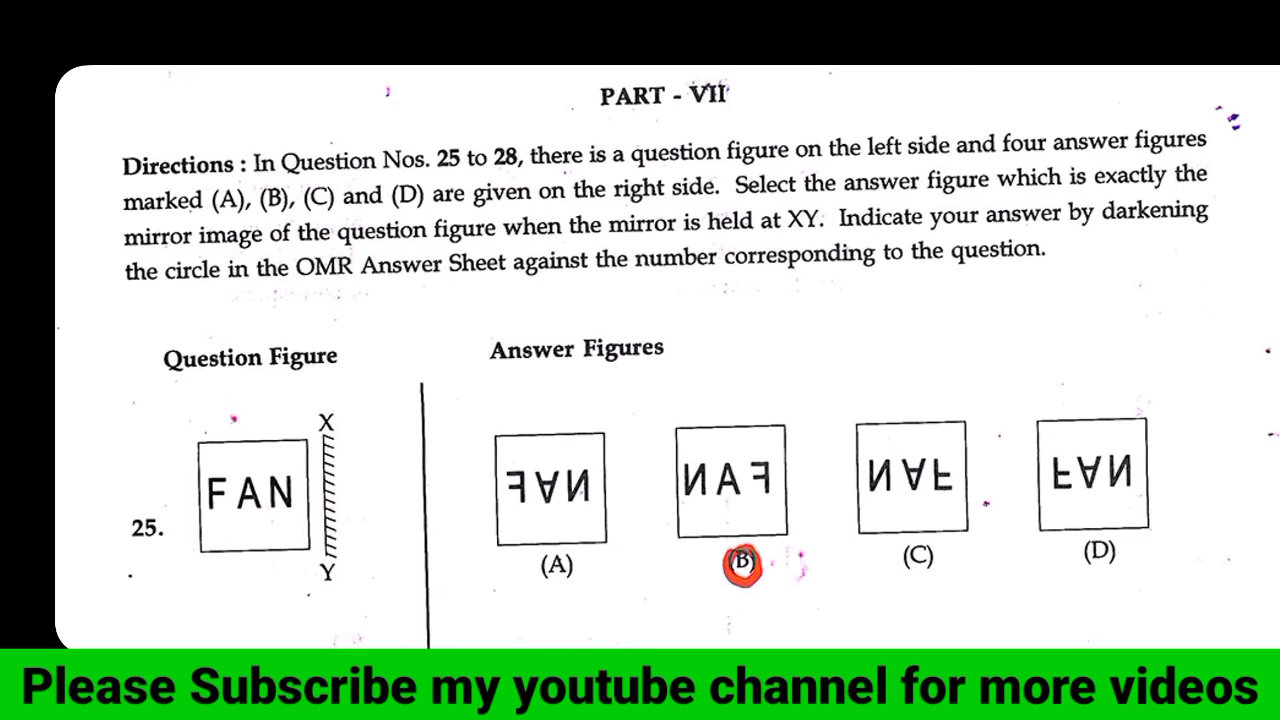 PART - VII
Directions : In Question Nos. 25 to 28, there is a question figure on the left side and four answer figures
marked (A), (B), (C) and (D) are given on the right side. Select the answer figure which is exactly the
mirror image of the question figure when the mirror is held at XY. Indicate your answer by darkening
the circle in the OMR Answer Sheet against the number corresponding to the question.
Question Figure
Answer Figures
X
FAN
25.
Y
(A)
(B)
(C)
(D)
Please Subscribe my youtube channel for more videos